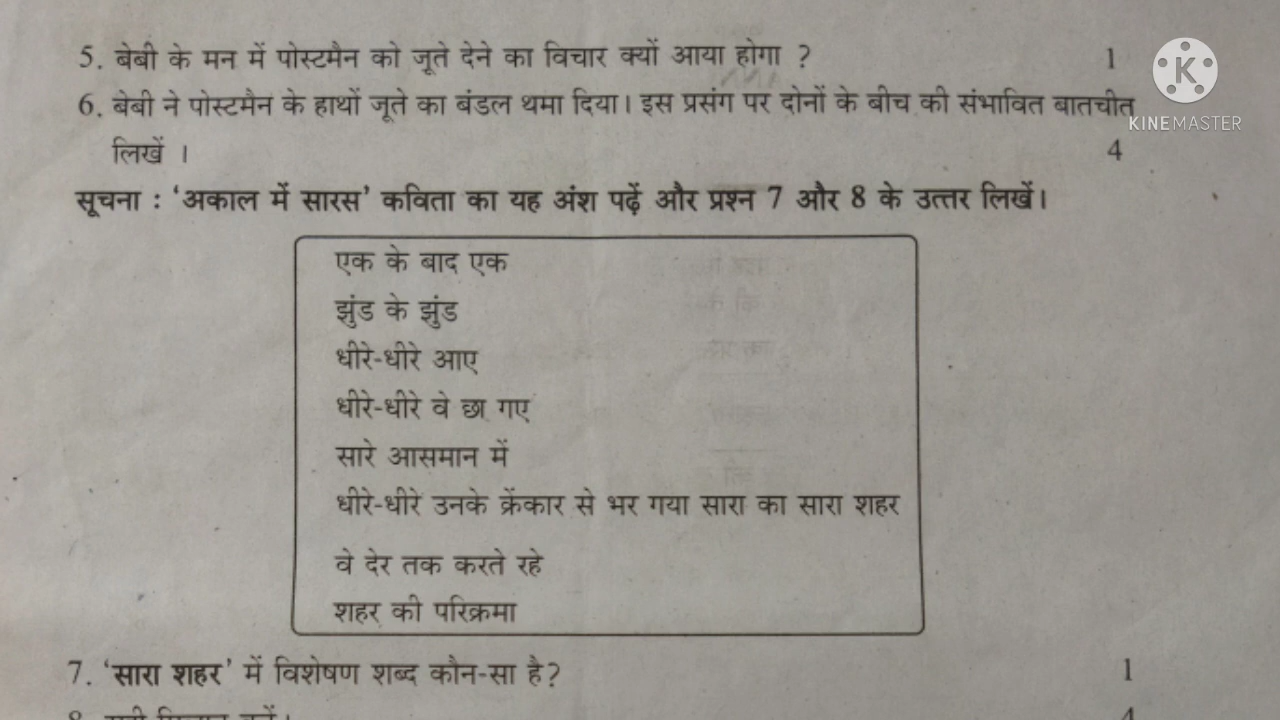 5. बेबी के मन में पोस्टमैन को जूते देने का विचार क्यों आया होगा ? 1
6. बेबी ने पोस्टमैन के हाथों जूते का बंडल थमा दिया। इस प्रसंग पर दोनों के बीच की संभावित बातचीत
लिखें । 4
K
KINEMASTER
सूचना : ‘अकाल में सारस’ कविता का यह अंश पढ़ें और प्रश्न 7 और 8 के उत्तर लिखें।
एक के बाद एक
झुंड के झुंड
धीरे-धीरे आए
धीरे-धीरे वे छा गए
सारे आसमान में
धीरे-धीरे उनके क्रेंकार से भर गया सारा का सारा शहर
वे देर तक करते रहे
शहर की परिक्रमा
7. ‘सारा शहर’ में विशेषण शब्द कौन-सा है? 1